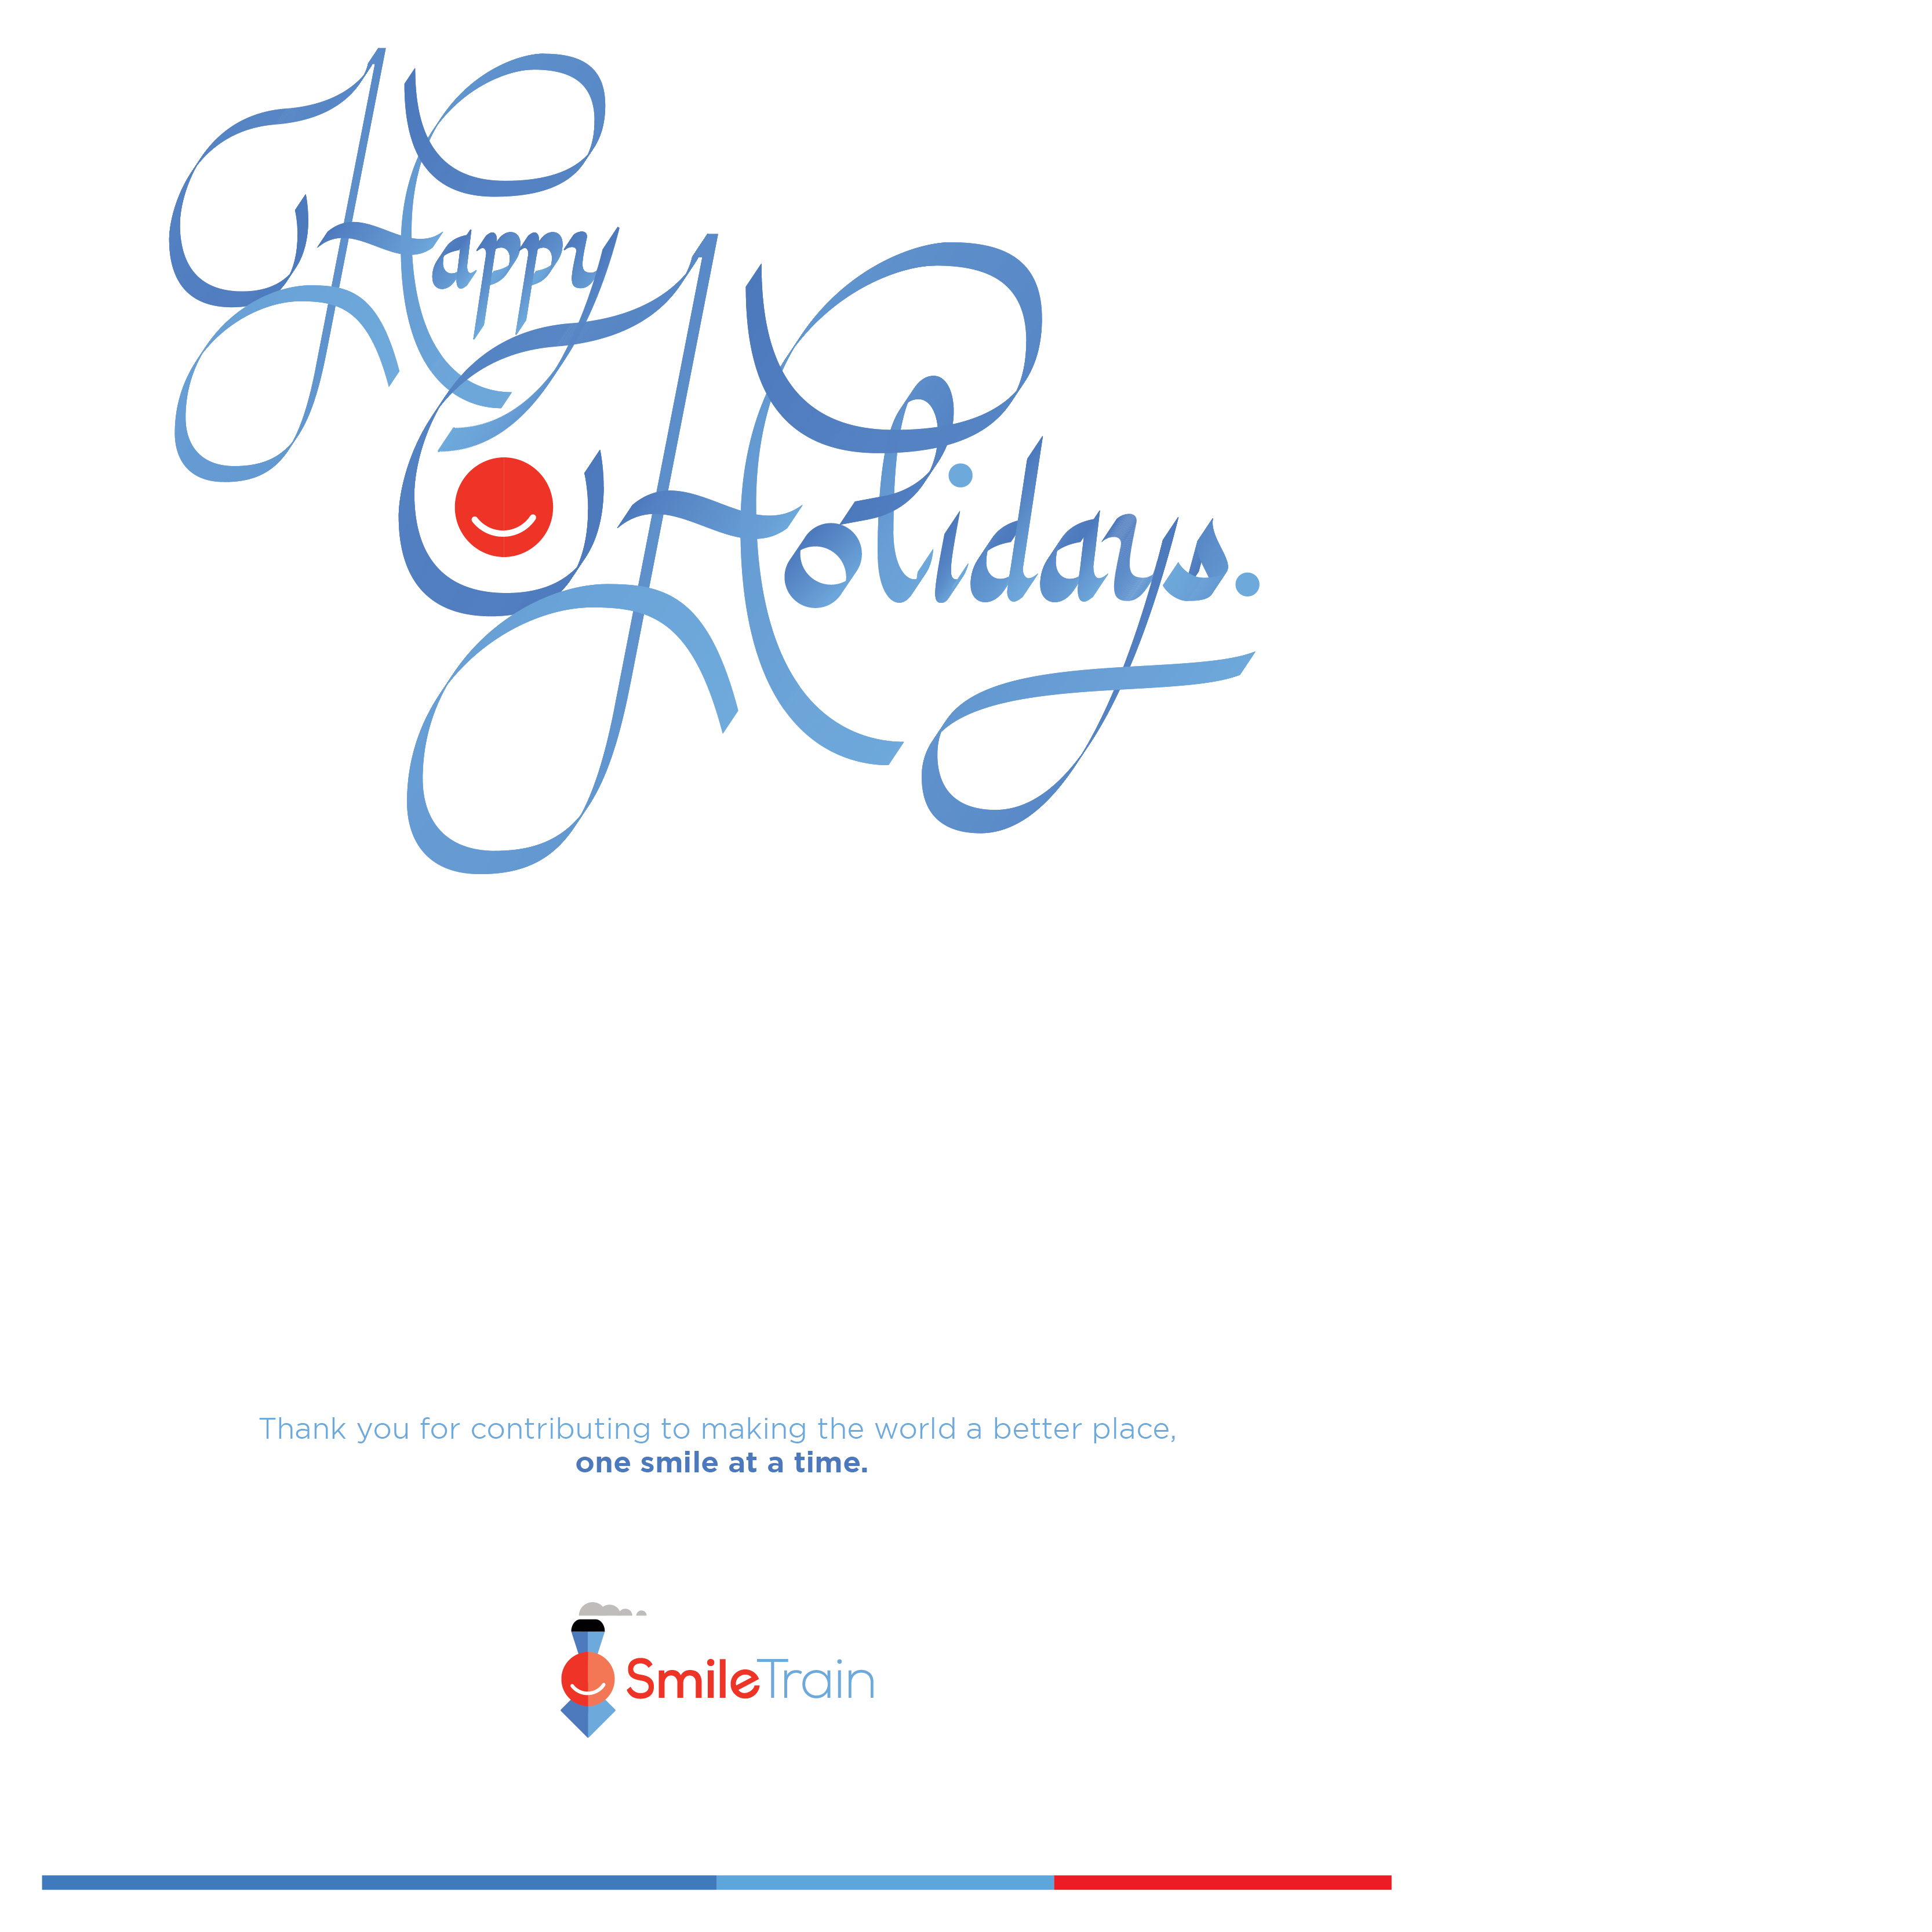 Happy
Holidays.
Thank you for contributing to making the world a better place,
one smile at a time.
SmileTrain